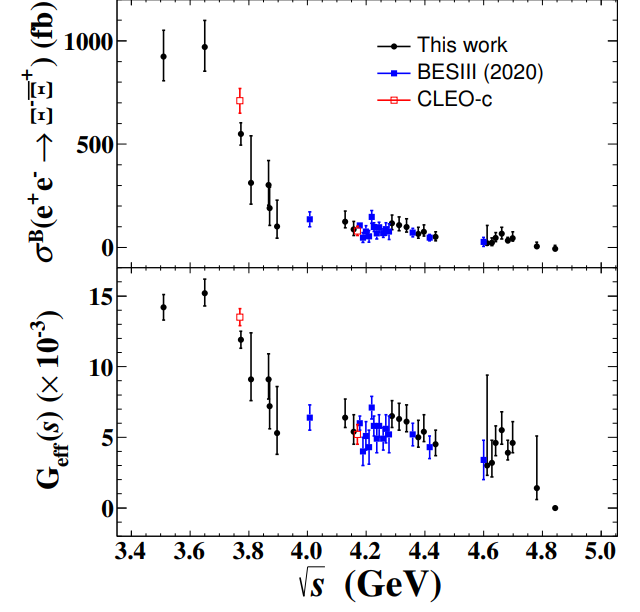 σᴮ(e⁺e⁻ → Ξ⁻Ξ̅⁺) (fb)
1000
500
0
This work
BESIII (2020)
CLEO-c
G_eff(s) (× 10⁻³)
15
10
5
0
3.4 3.6 3.8 4.0 4.2 4.4 4.6 4.8 5.0
√s (GeV)